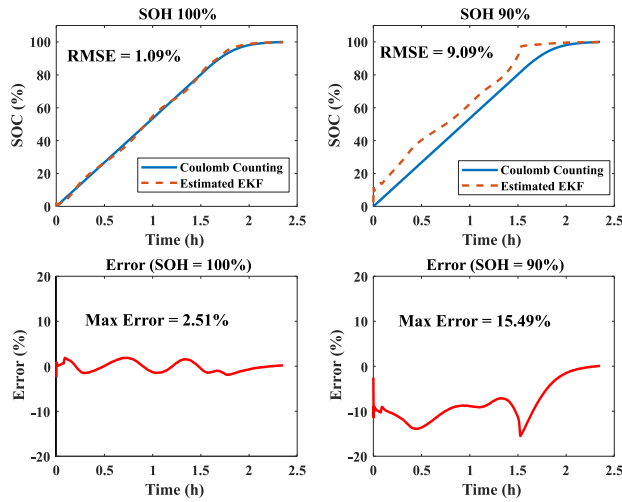 SOH 100%
100
80
60
40
20
0
SOC (%)
RMSE = 1.09%
Coulomb Counting
Estimated EKF
0
0.5
1
1.5
2
2.5
Time (h)
SOH 90%
100
80
60
40
20
0
SOC (%)
RMSE = 9.09%
Coulomb Counting
Estimated EKF
0
0.5
1
1.5
2
2.5
Time (h)
Error (SOH = 100%)
20
10
0
-10
-20
Error (%)
Max Error = 2.51%
0
0.5
1
1.5
2
2.5
Time (h)
Error (SOH = 90%)
20
10
0
-10
-20
Error (%)
Max Error = 15.49%
0
0.5
1
1.5
2
2.5
Time (h)